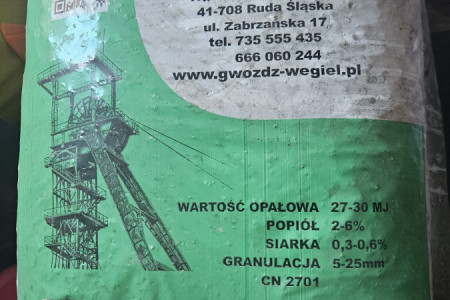 41-708 Ruda Śląska
ul. Zabrzańska 17
tel. 735 555 435
666 060 244
www.gwozdz-wegiel.pl
WARTOŚĆ OPAŁOWA 27-30 MJ
POPIÓŁ 2-6%
SIARKA 0,3-0,6%
GRANULACJA 5-25mm
CN 2701